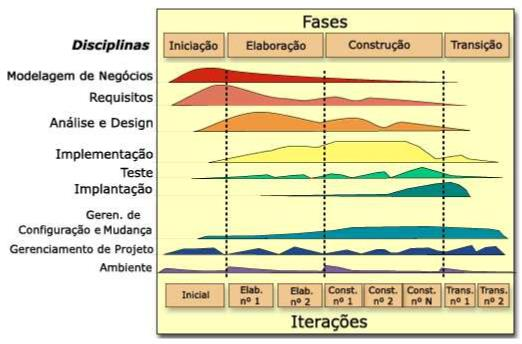 Fases
Disciplinas
Iniciação Elaboração Construção Transição
Modelagem de Negócios
Requisitos
Análise e Design
Implementação
Teste
Implantação
Geren. de
Configuração e Mudança
Gerenciamento de Projeto
Ambiente
Inicial Elab. nº 1 Elab. nº 2 Const. nº 1 Const. nº 2 Const. nº N Trans. nº 1 Trans. nº 2
Iterações